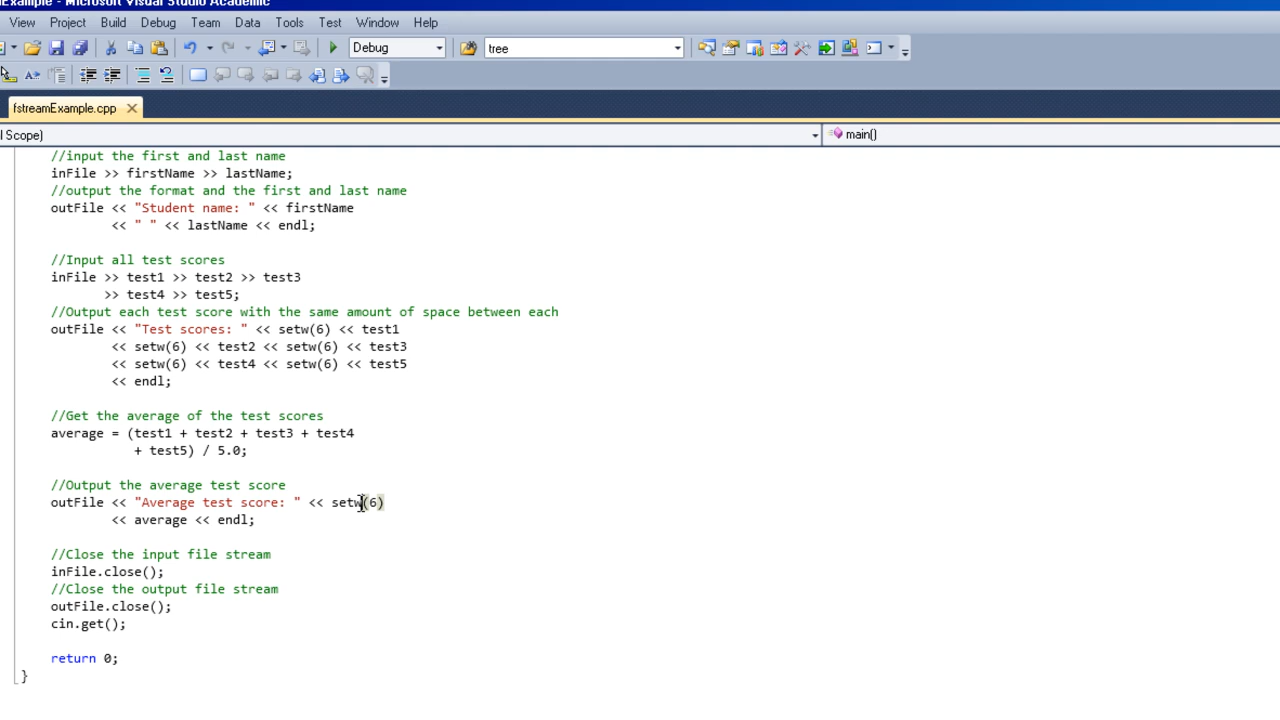 Example - Microsoft Visual Studio Academic
View Project Build Debug Team Data Tools Test Window Help
Debug tree
fstreamExample.cpp
l Scope) main()
//input the first and last name
inFile >> firstName >> lastName;
//output the format and the first and last name
outFile << "Student name: " << firstName
<< " " << lastName << endl;
//Input all test scores
inFile >> test1 >> test2 >> test3
>> test4 >> test5;
//Output each test score with the same amount of space between each
outFile << "Test scores: " << setw(6) << test1
<< setw(6) << test2 << setw(6) << test3
<< setw(6) << test4 << setw(6) << test5
<< endl;
//Get the average of the test scores
average = (test1 + test2 + test3 + test4
+ test5) / 5.0;
//Output the average test score
outFile << "Average test score: " << setw(6)
<< average << endl;
//Close the input file stream
inFile.close();
//Close the output file stream
outFile.close();
cin.get();
return 0;
}